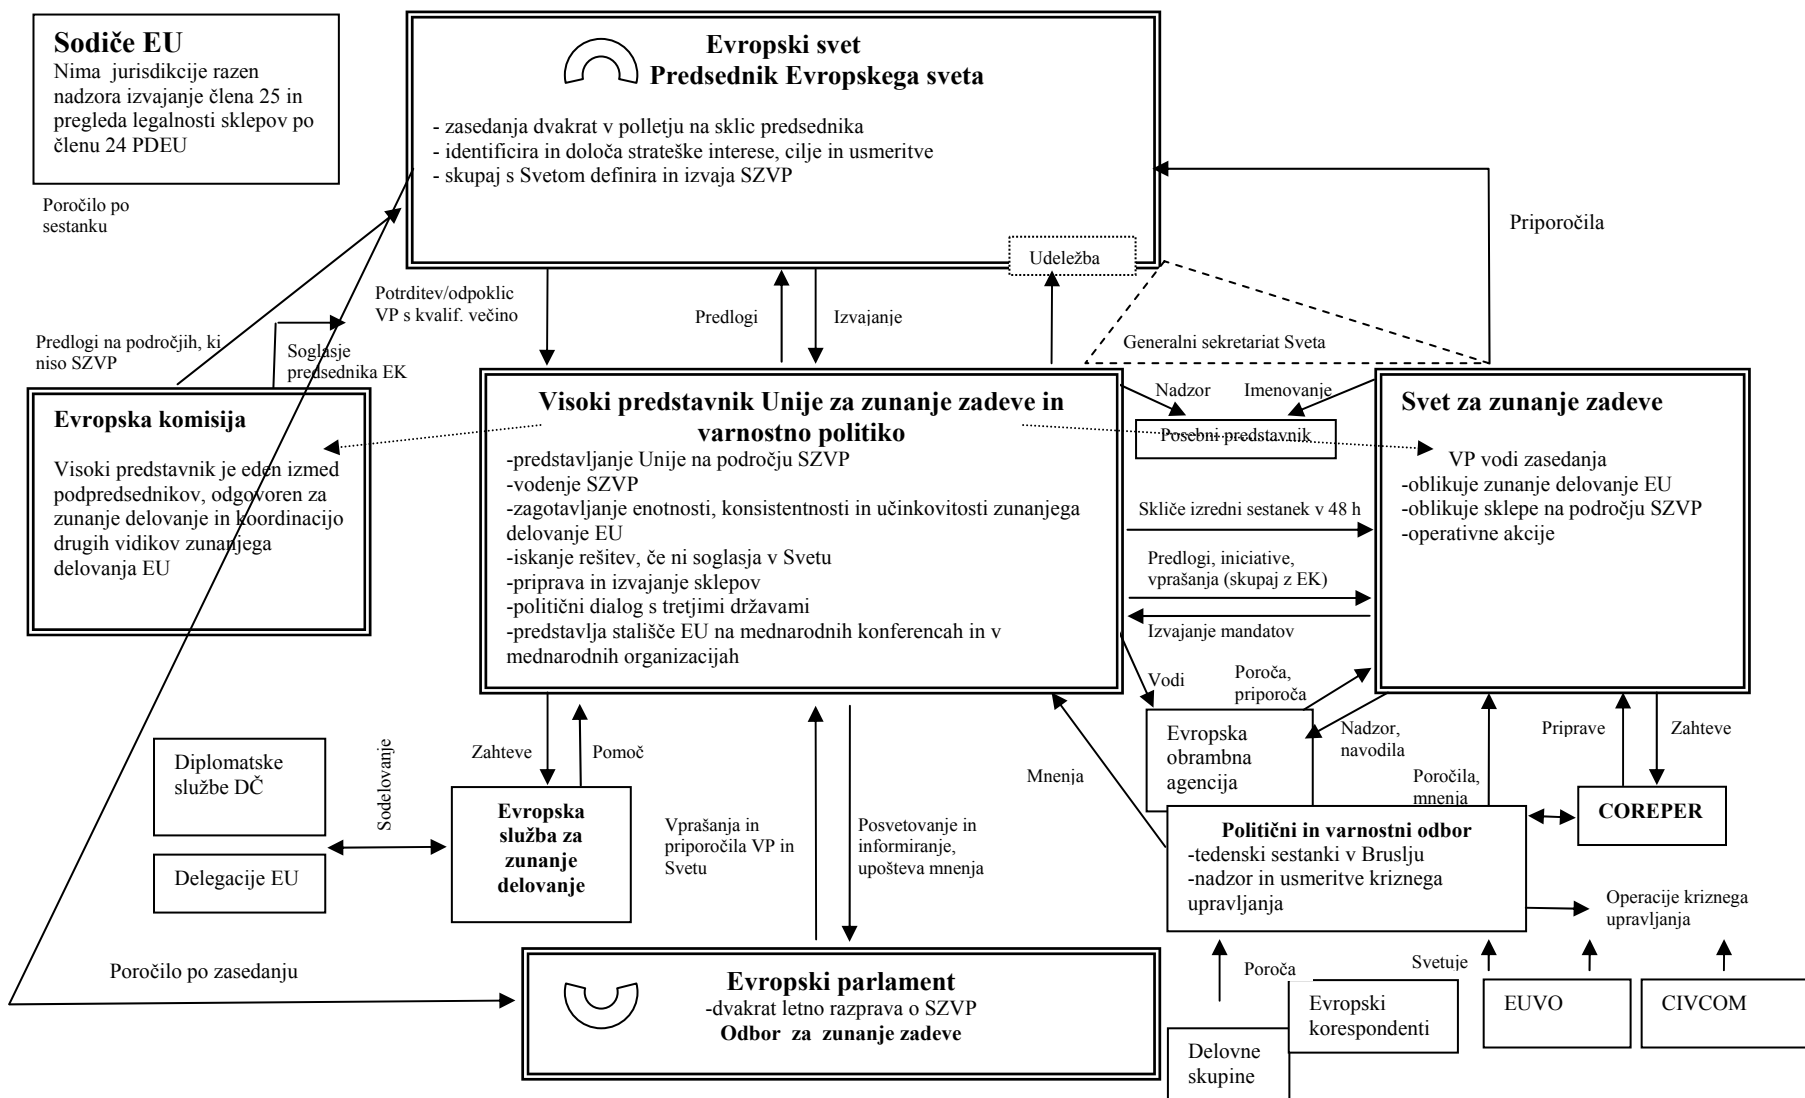 Sodiče EU
Nima jurisdikcije razen
nadzora izvajanje člena 25 in
pregleda legalnosti sklepov po
členu 24 PDEU
Evropski svet
Predsednik Evropskega sveta
- zasedanja dvakrat v polletju na sklic predsednika
- identificira in določa strateške interese, cilje in usmeritve
- skupaj s Svetom definira in izvaja SZVP
Udeležba
Poročilo po
sestanku
Priporočila
Potrditev/odpoklic
VP s kvalif. večino
Predlogi
Izvajanje
Generalni sekretariat Sveta
Predlogi na področjih, ki
niso SZVP
Soglasje
predsednika EK
Nadzor
Imenovanje
Evropska komisija
Visoki predstavnik je eden izmed
podpredsednikov, odgovoren za
zunanje delovanje in koordinacijo
drugih vidikov zunanjega
delovanja EU
Visoki predstavnik Unije za zunanje zadeve in
varnostno politiko
-predstavljanje Unije na področju SZVP
-vodenje SZVP
-zagotavljanje enotnosti, konsistentnosti in učinkovitosti zunanjega
delovanje EU
-iskanje rešitev, če ni soglasja v Svetu
-priprava in izvajanje sklepov
-politični dialog s tretjimi državami
-predstavlja stališče EU na mednarodnih konferencah in v
mednarodnih organizacijah
Posebni predstavnik
Svet za zunanje zadeve
VP vodi zasedanja
-oblikuje zunanje delovanje EU
-oblikuje sklepe na področju SZVP
-operativne akcije
Skliče izredni sestanek v 48 h
Predlogi, iniciative,
vprašanja (skupaj z EK)
Izvajanje mandatov
Vodi
Poroča,
priporoča
Evropska
obrambna
agencija
Nadzor,
navodila
Priprave
Zahteve
Zahteve
Pomoč
Mnenja
Poročila,
mnenja
Diplomatske
službe DČ
Delegacije EU
Sodelovanje
Evropska
služba za
zunanje
delovanje
Vprašanja in
priporočila VP in
Svetu
Posvetovanje in
informiranje,
upošteva mnenja
Politični in varnostni odbor
-tedenski sestanki v Bruslju
-nadzor in usmeritve kriznega
upravljanja
COREPER
Operacije kriznega
upravljanja
Poročilo po zasedanju
Evropski parlament
-dvakrat letno razprava o SZVP
Odbor za zunanje zadeve
Poroča
Svetuje
Delovne
skupine
Evropski
korespondenti
EUVO
CIVCOM